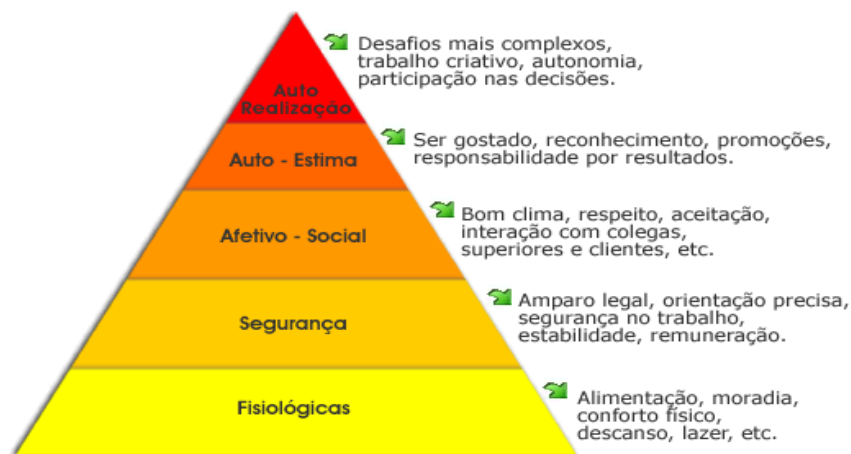 Auto
Realização
Desafios mais complexos,
trabalho criativo, autonomia,
participação nas decisões.
Auto - Estima
Ser gostado, reconhecimento, promoções,
responsabilidade por resultados.
Afetivo - Social
Bom clima, respeito, aceitação,
interação com colegas,
superiores e clientes, etc.
Segurança
Amparo legal, orientação precisa,
segurança no trabalho,
estabilidade, remuneração.
Fisiológicas
Alimentação, moradia,
conforto físico,
descanso, lazer, etc.